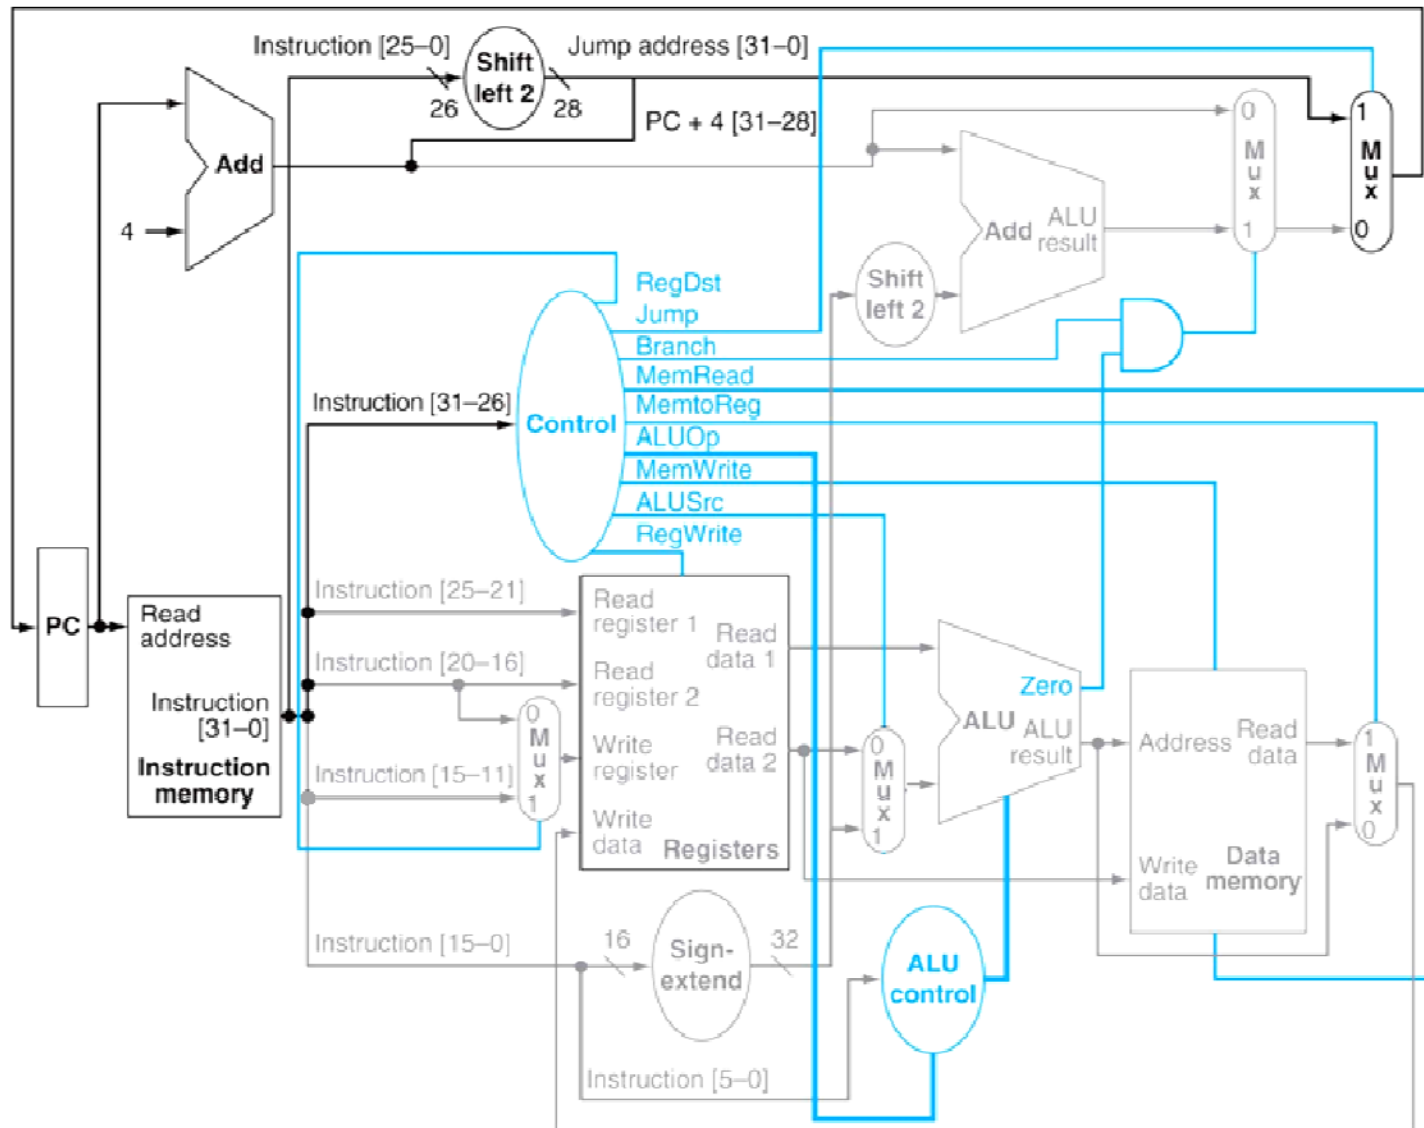 Instruction [25–0]
Shift
left 2
Jump address [31–0]
26
28
PC + 4 [31–28]
Add
4
0
M
u
x
1
1
M
u
x
0
Add
ALU
result
Shift
left 2
RegDst
Jump
Branch
MemRead
MemtoReg
ALUOp
MemWrite
ALUSrc
RegWrite
Instruction [31–26]
Control
PC
Read
address
Instruction
[31–0]
Instruction
memory
Instruction [25–21]
Instruction [20–16]
Instruction [15–11]
0
M
u
x
1
Read
register 1
Read
register 2
Write
register
Write
data
Read
data 1
Read
data 2
Registers
0
M
u
x
1
Zero
ALU
ALU
result
Address
Read
data
Write
data
Data
memory
1
M
u
x
0
Instruction [15–0]
16
Sign-
extend
32
ALU
control
Instruction [5–0]